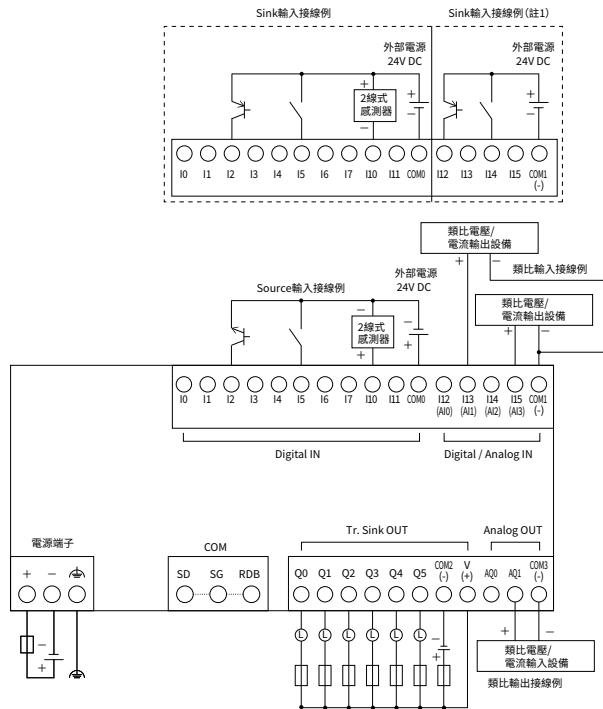 Sink輸入接線例
Sink輸入接線例(註1)
外部電源
24V DC
外部電源
24V DC
+
2線式
感測器
−
+
−
+
−
I0 I1 I2 I3 I4 I5 I6 I7 I10 I11 COM0 I12 I13 I14 I15 COM1
(-)
類比電壓/
電流輸出設備
+ −
類比輸入接線例
外部電源
24V DC
Source輸入接線例
類比電壓/
電流輸出設備
+ −
−
2線式
感測器
+
−
+
I0 I1 I2 I3 I4 I5 I6 I7 I10 I11 COM0 I12 I13 I14 I15 COM1
(AI0) (AI1) (AI2) (AI3) (-)
Digital IN
Digital / Analog IN
電源端子
COM
Tr. Sink OUT
Analog OUT
+ −
SD SG RDB
Q0 Q1 Q2 Q3 Q4 Q5 COM2 V AQ0 AQ1 COM3
(-) (+) (-)
L L L L L L
−
+
−
+
+ −
類比電壓/
電流輸入設備
類比輸出接線例